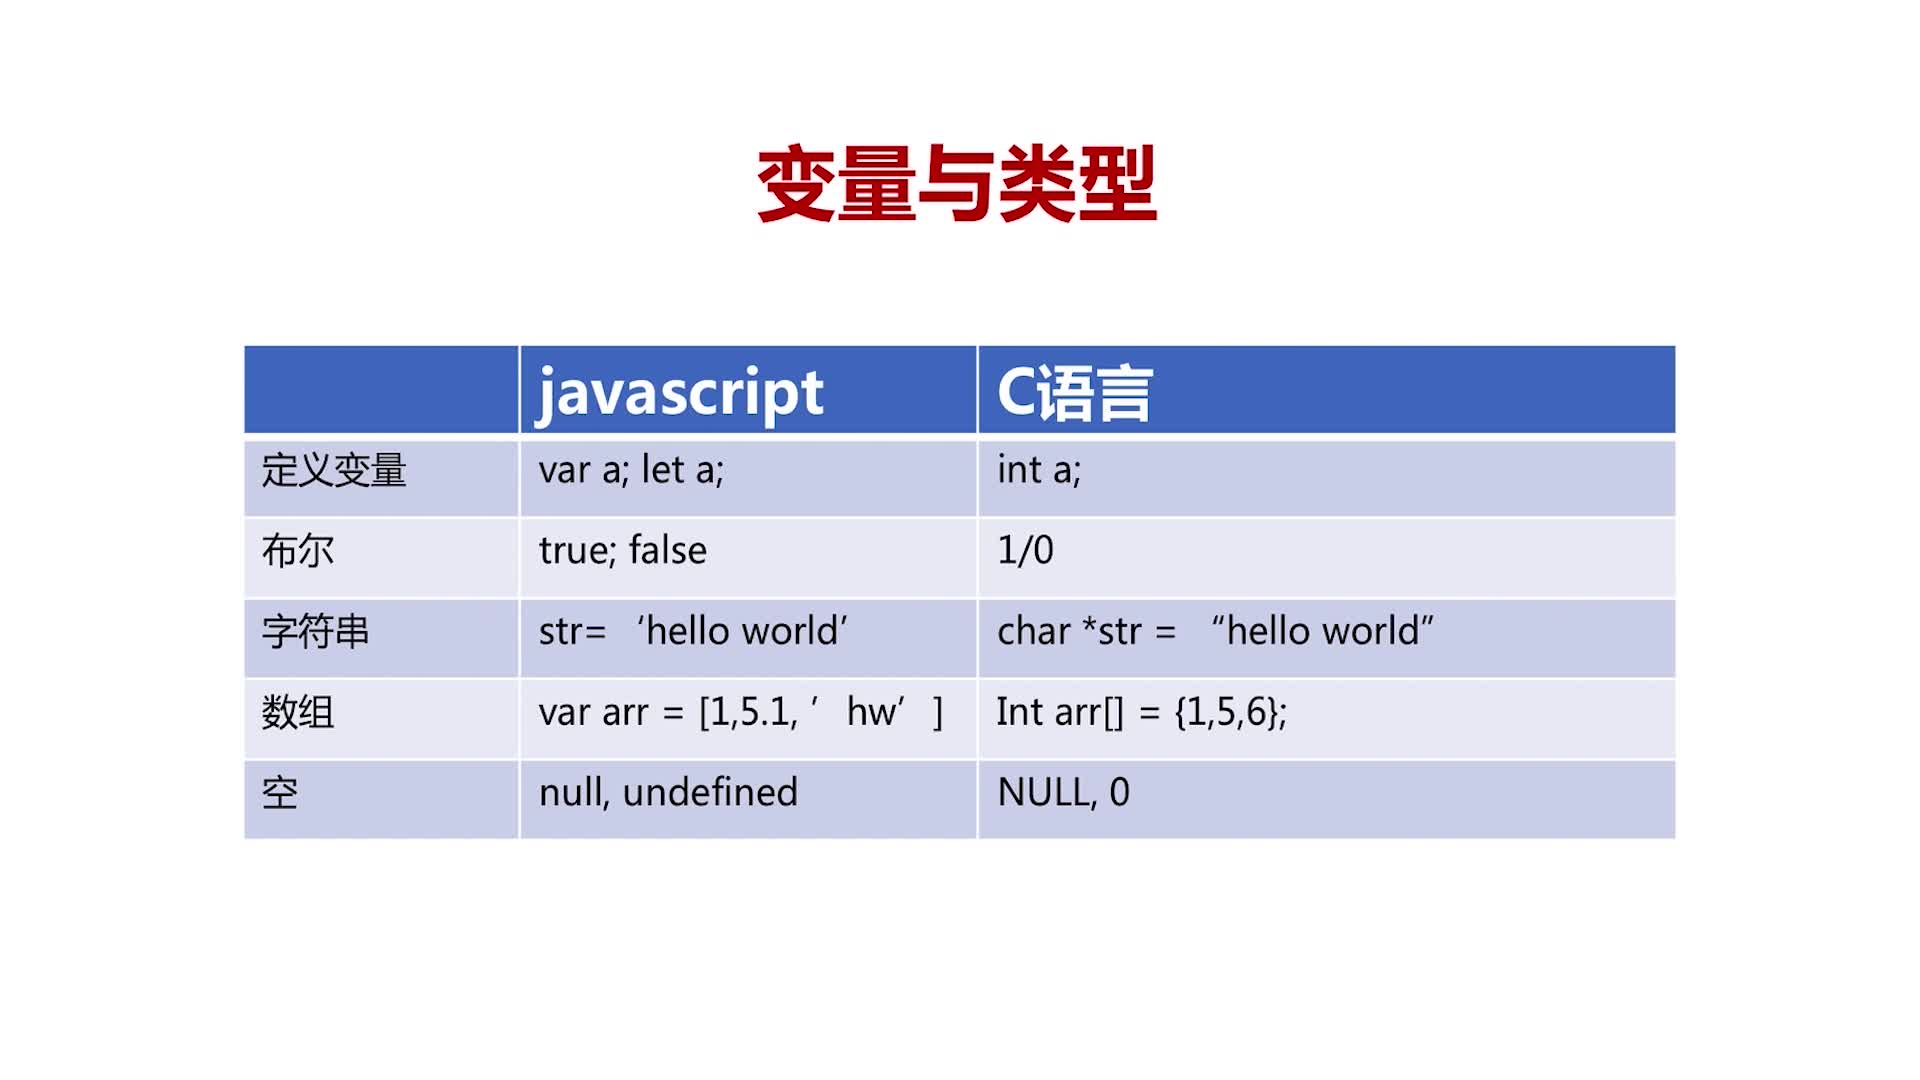 变量与类型
javascript C语言
定义变量 var a; let a; int a;
布尔 true; false 1/0
字符串 str= ‘hello world’ char *str = “hello world”
数组 var arr = [1,5.1, ’hw’] Int arr[] = {1,5,6};
空 null, undefined NULL, 0